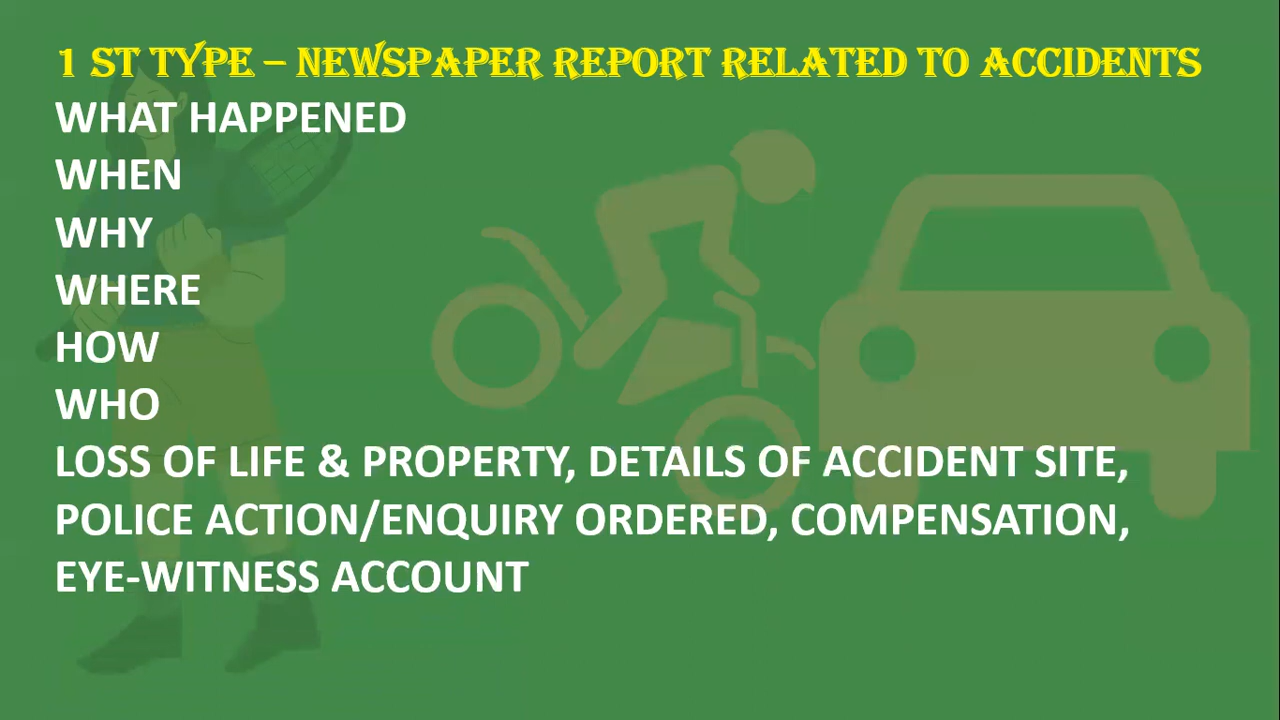 1 ST TYPE – NEWSPAPER REPORT RELATED TO ACCIDENTS
WHAT HAPPENED
WHEN
WHY
WHERE
HOW
WHO
LOSS OF LIFE & PROPERTY, DETAILS OF ACCIDENT SITE,
POLICE ACTION/ENQUIRY ORDERED, COMPENSATION,
EYE-WITNESS ACCOUNT